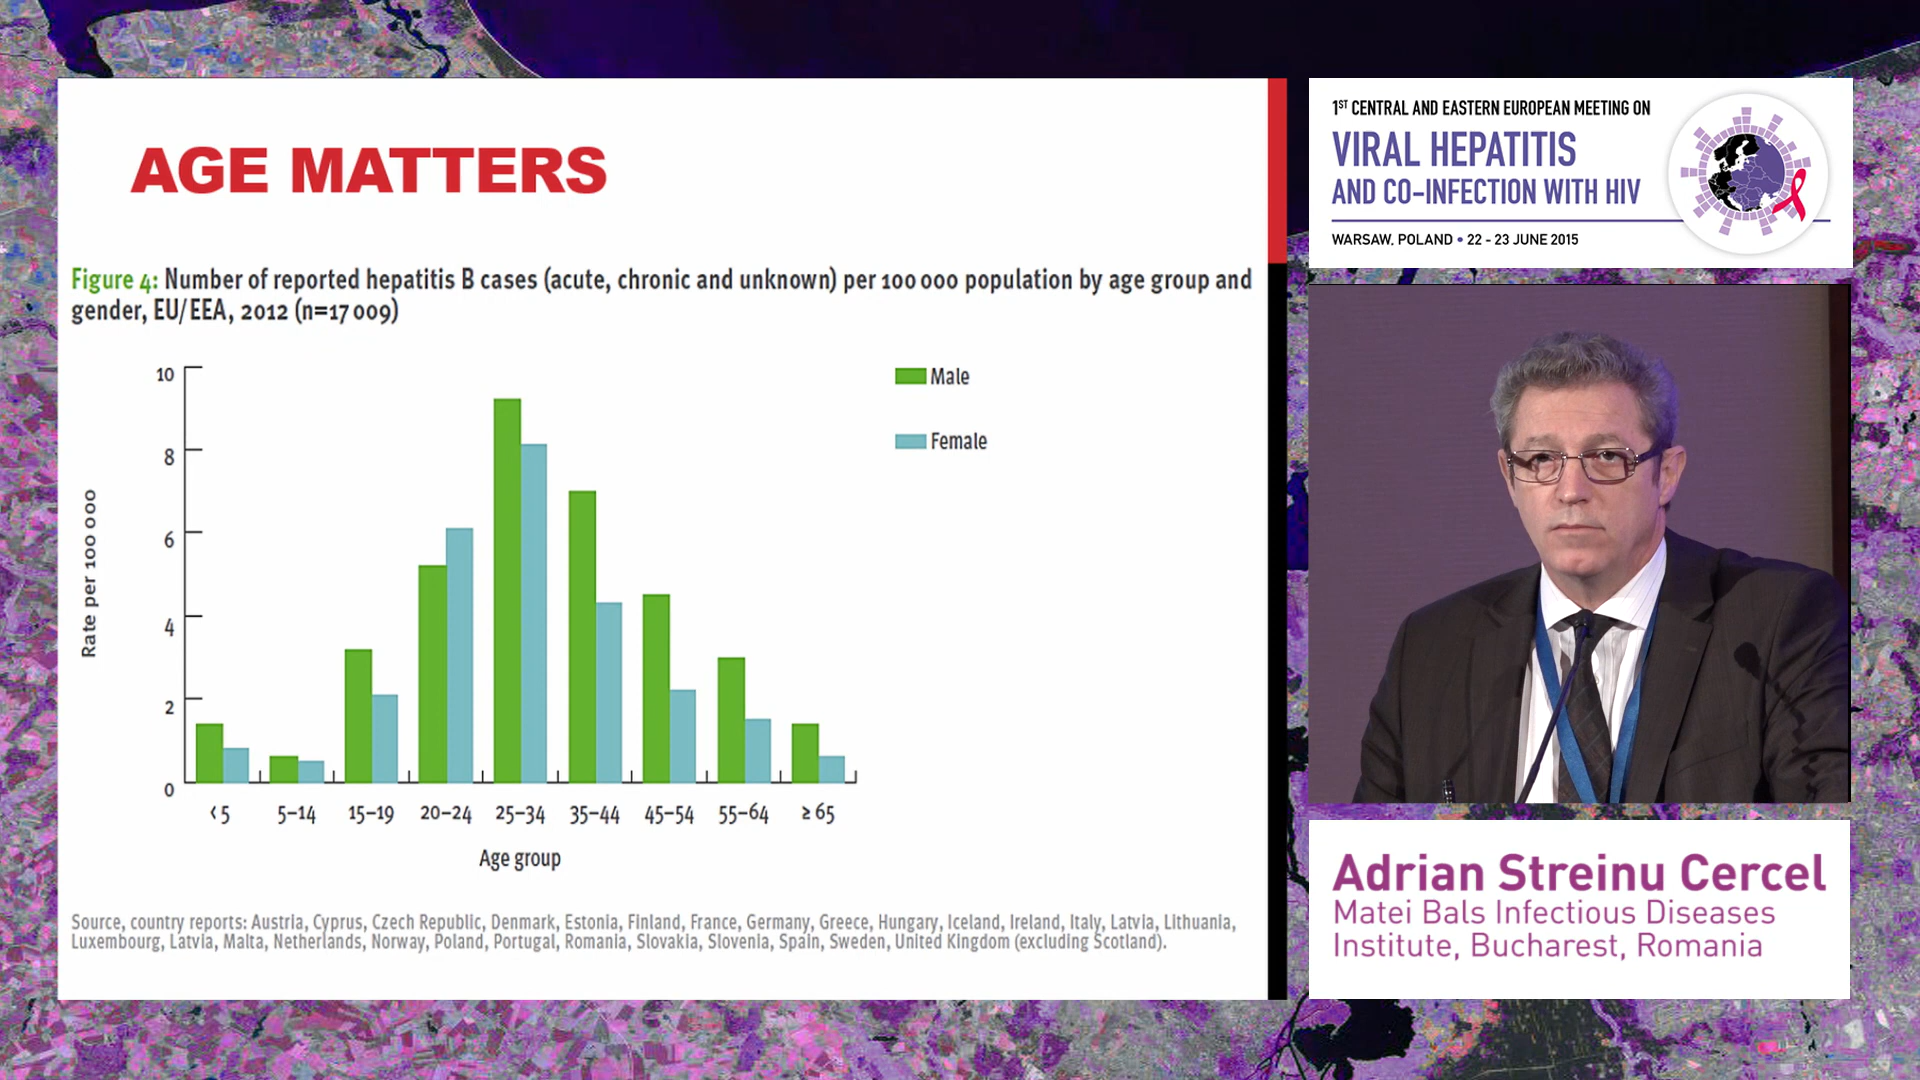 AGE MATTERS
Figure 4: Number of reported hepatitis B cases (acute, chronic and unknown) per 100 000 population by age group and
gender, EU/EEA, 2012 (n=17 009)
10
8
6
4
2
0
Rate per 100 000
Male
Female
< 5
5–14
15–19
20–24
25–34
35–44
45–54
55–64
≥ 65
Age group
Source, country reports: Austria, Cyprus, Czech Republic, Denmark, Estonia, Finland, France, Germany, Greece, Hungary, Iceland, Ireland, Italy, Latvia, Lithuania,
Luxembourg, Latvia, Malta, Netherlands, Norway, Poland, Portugal, Romania, Slovakia, Slovenia, Spain, Sweden, United Kingdom (excluding Scotland).
1ST CENTRAL AND EASTERN EUROPEAN MEETING ON
VIRAL HEPATITIS
AND CO-INFECTION WITH HIV
WARSAW, POLAND • 22 - 23 JUNE 2015
Adrian Streinu Cercel
Matei Bals Infectious Diseases
Institute, Bucharest, Romania